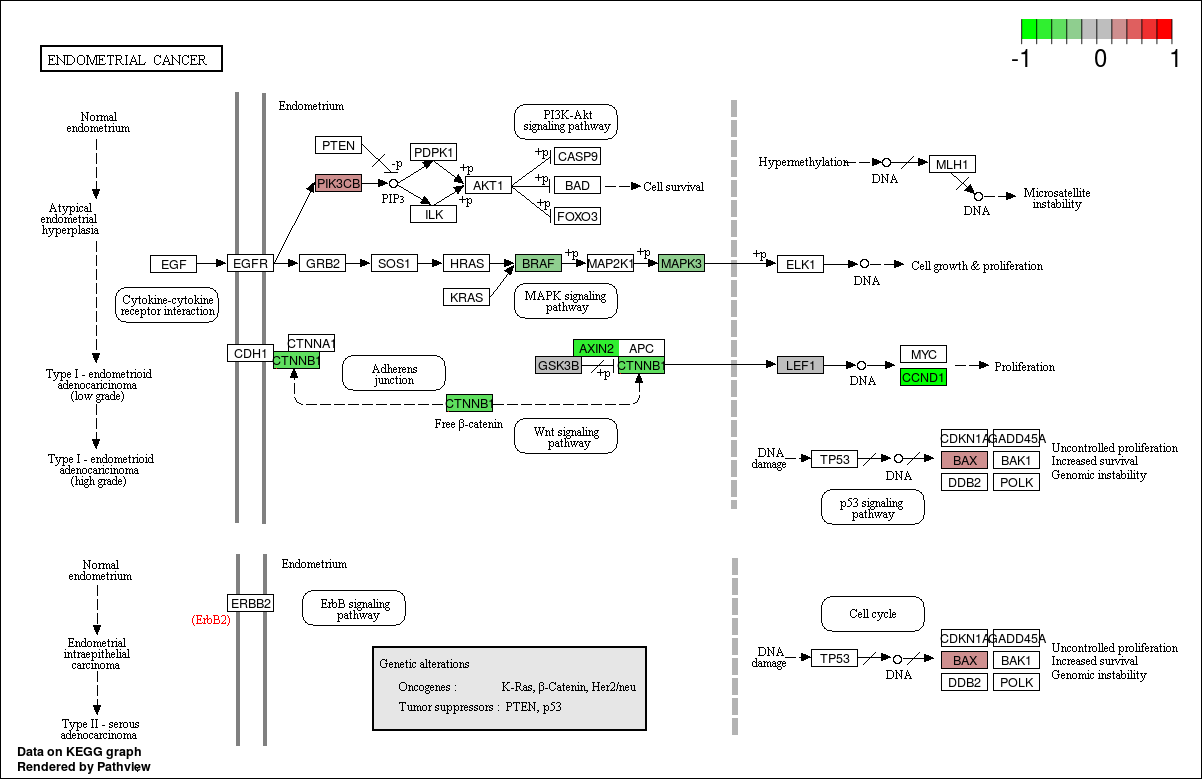 -1 0 1
ENDOMETRIAL CANCER
Normal
endometrium
Atypical
endometrial
hyperplasia
Type I - endometrioid
adenocaricinoma
(low grade)
Type I - endometrioid
adenocaricinoma
(high grade)
Endometrium
PI3K-Akt
signaling pathway
PTEN
-p
PIK3CB
PIP3
PDPK1
ILK
+p
+p
AKT1
+p
+p
+p
CASP9
BAD
FOXO3
Cell survival
Hypermethylation
DNA
MLH1
DNA
Microsatellite
instability
EGF
EGFR
GRB2
SOS1
HRAS
KRAS
BRAF
+p
MAP2K1
+p
MAPK3
+p
ELK1
DNA
Cell growth & proliferation
Cytokine-cytokine
receptor interaction
MAPK signaling
pathway
CDH1
CTNNA1
CTNNB1
Adherens
junction
AXIN2
APC
GSK3B
+p
CTNNB1
LEF1
DNA
MYC
CCND1
Proliferation
CTNNB1
Free β-catenin
Wnt signaling
pathway
DNA
damage
TP53
DNA
CDKN1A
GADD45A
BAX
BAK1
DDB2
POLK
Uncontrolled proliferation
Increased survival
Genomic instability
p53 signaling
pathway
Normal
endometrium
Endometrial
intraepithelial
carcinoma
Type II - serous
adenocarcinoma
Endometrium
ERBB2
(ErbB2)
ErbB signaling
pathway
Cell cycle
DNA
damage
TP53
DNA
CDKN1A
GADD45A
BAX
BAK1
DDB2
POLK
Uncontrolled proliferation
Increased survival
Genomic instability
Genetic alterations
Oncogenes : K-Ras, β-Catenin, Her2/neu
Tumor suppressors : PTEN, p53
Data on KEGG graph
Rendered by Pathview